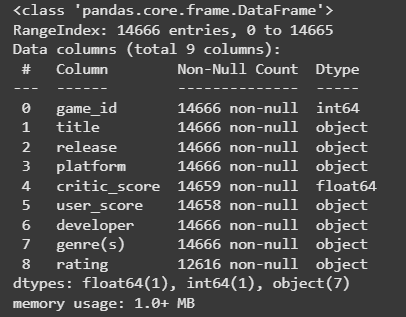 <class 'pandas.core.frame.DataFrame'>
RangeIndex: 14666 entries, 0 to 14665
Data columns (total 9 columns):
 #   Column        Non-Null Count  Dtype
---  ------        --------------  -----
 0   game_id       14666 non-null  int64
 1   title         14666 non-null  object
 2   release       14666 non-null  object
 3   platform      14666 non-null  object
 4   critic_score  14659 non-null  float64
 5   user_score    14658 non-null  object
 6   developer     14666 non-null  object
 7   genre(s)      14666 non-null  object
 8   rating        12616 non-null  object
dtypes: float64(1), int64(1), object(7)
memory usage: 1.0+ MB